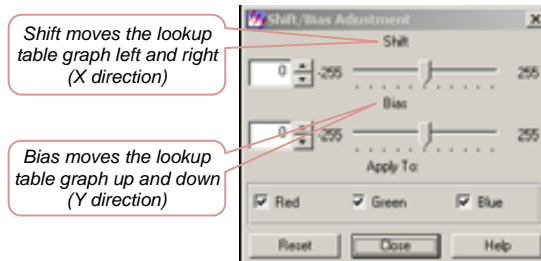 Shift/Bias Adjustment
Shift moves the lookup
table graph left and right
(X direction)
Shift
0 -255 255
Bias
0 -255 255
Bias moves the lookup
table graph up and down
(Y direction)
Apply To:
Red Green Blue
Reset Close Help